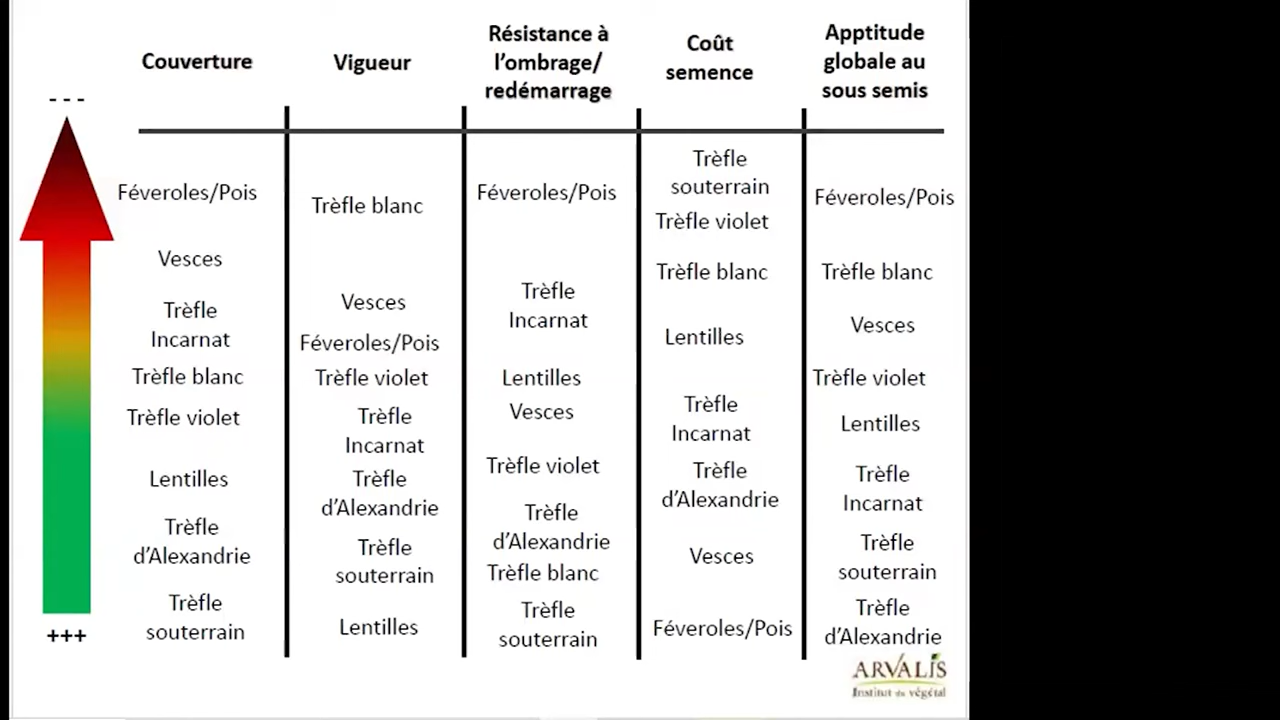 Couverture
Vigueur
Résistance à
l’ombrage/
redémarrage
Coût
semence
Apptitude
globale au
sous semis
---
+++
Féveroles/Pois
Vesces
Trèfle
Incarnat
Trèfle blanc
Trèfle violet
Lentilles
Trèfle
d’Alexandrie
Trèfle
souterrain
Trèfle blanc
Vesces
Féveroles/Pois
Trèfle violet
Trèfle
Incarnat
Trèfle
d’Alexandrie
Trèfle
souterrain
Lentilles
Féveroles/Pois
Trèfle
Incarnat
Lentilles
Vesces
Trèfle violet
Trèfle
d’Alexandrie
Trèfle blanc
Trèfle
souterrain
Trèfle
souterrain
Trèfle violet
Trèfle blanc
Lentilles
Trèfle
Incarnat
Trèfle
d’Alexandrie
Vesces
Féveroles/Pois
Féveroles/Pois
Trèfle blanc
Vesces
Trèfle violet
Lentilles
Trèfle
Incarnat
Trèfle
souterrain
Trèfle
d’Alexandrie
ARVALIS
Institut du végétal